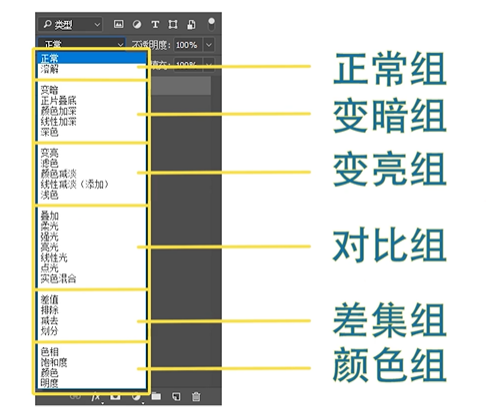 类型
正常
不透明度: 100%
填充: 100%
正常
溶解
正常组
变暗
正片叠底
颜色加深
线性加深
深色
变暗组
变亮
滤色
颜色减淡
线性减淡（添加）
浅色
变亮组
叠加
柔光
强光
亮光
线性光
点光
实色混合
对比组
差值
排除
减去
划分
差集组
色相
饱和度
颜色
明度
颜色组
fx